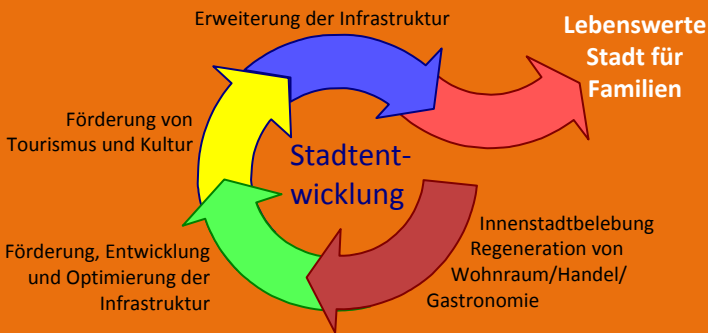 Erweiterung der Infrastruktur
Lebenswerte
Stadt für
Familien
Förderung von
Tourismus und Kultur
Stadtent-
wicklung
Innenstadtbelebung
Regeneration von
Wohnraum/Handel/
Gastronomie
Förderung, Entwicklung
und Optimierung der
Infrastruktur